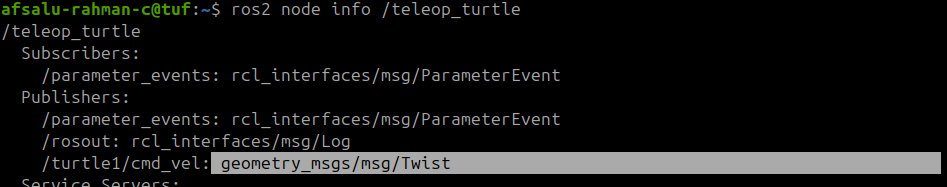 afsalu-rahman-c@tuf:~$ ros2 node info /teleop_turtle
/teleop_turtle
  Subscribers:
    /parameter_events: rcl_interfaces/msg/ParameterEvent
  Publishers:
    /parameter_events: rcl_interfaces/msg/ParameterEvent
    /rosout: rcl_interfaces/msg/Log
    /turtle1/cmd_vel: geometry_msgs/msg/Twist
  Service Servers: